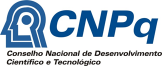 CNPq
Conselho Nacional de Desenvolvimento
Científico e Tecnológico